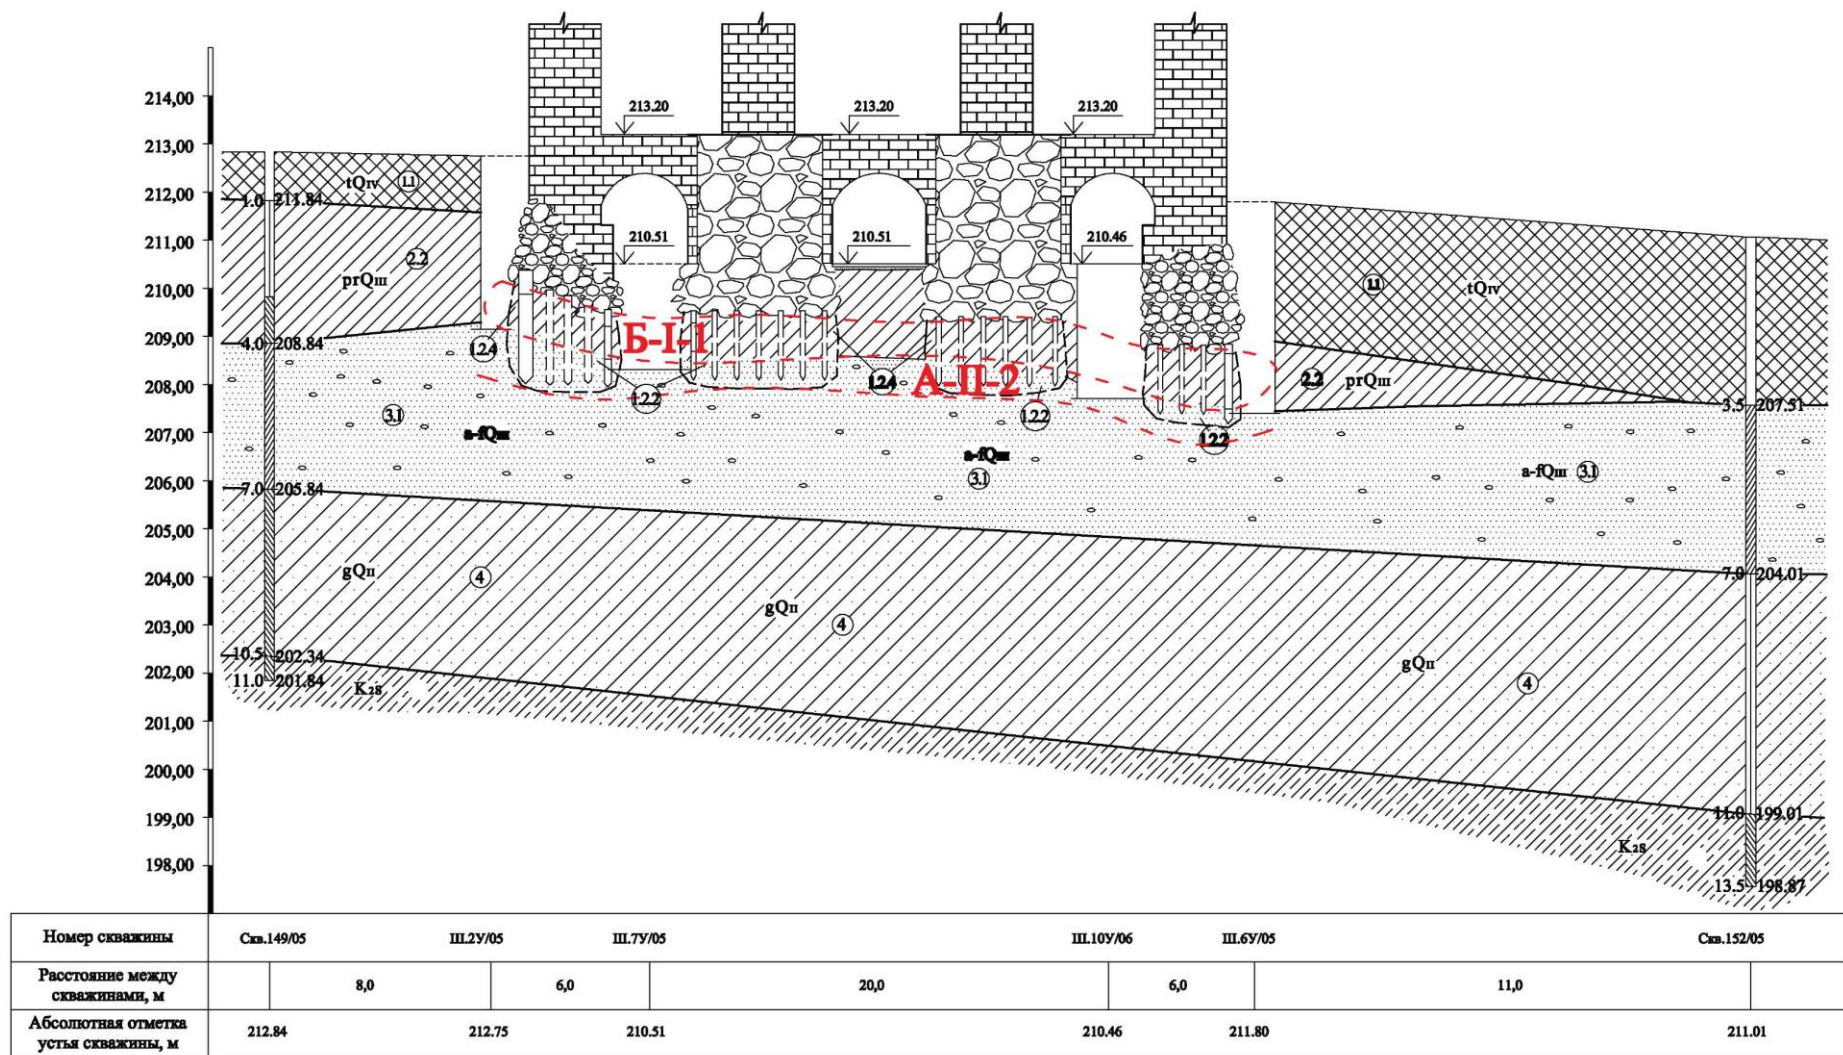 213.20
213.20
213.20
214,00
213,00
212,00
211,00
210,00
209,00
208,00
207,00
206,00
205,00
204,00
203,00
202,00
201,00
200,00
199,00
198,00
tQIV
1.1
1.0
211.84
2.2
prQIII
4.0
208.84
1.2.4
210.51
210.51
210.46
Б-I-1
А-II-2
1.2.2
1.2.4
1.2.2
1.2.2
1.1
tQIV
2.2
prQIII
3.5
207.51
3.1
a-fQIII
a-fQIII
3.1
a-fQIII
3.1
7.0
205.84
7.0
204.01
gQII
4
gQII
4
gQII
4
10.5
202.34
11.0
201.84
K2s
11.0
199.01
K2s
13.5
198.87
Номер скважины
Скв.149/05
Ш.2У/05
Ш.7У/05
Ш.10У/06
Ш.6У/05
Скв.152/05
Расстояние между
скважинами, м
8,0
6,0
20,0
6,0
11,0
Абсолютная отметка
устья скважины, м
212.84
212.75
210.51
210.46
211.80
211.01